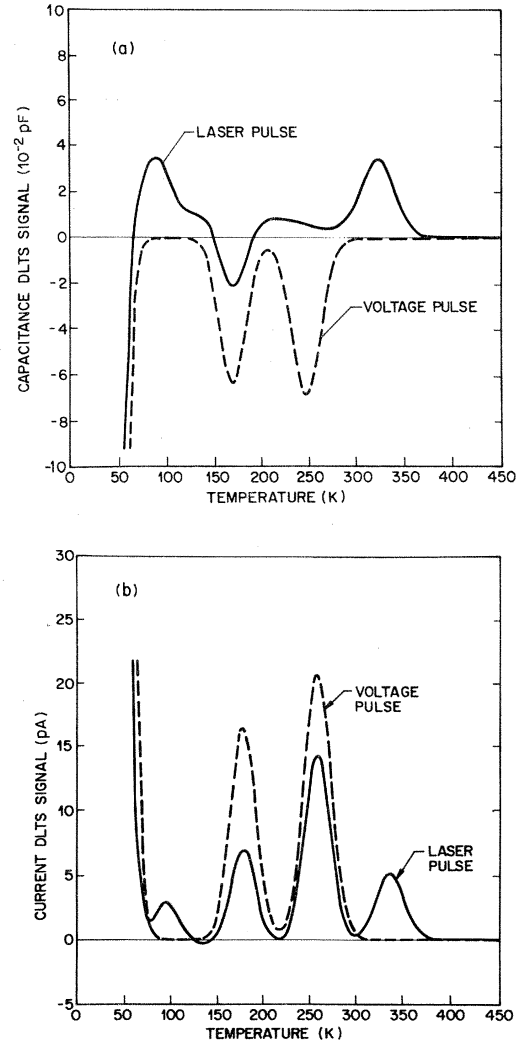 (a)
10
8
6
4
2
0
-2
-4
-6
-8
-10
CAPACITANCE DLTS SIGNAL (10⁻² pF)
LASER PULSE
VOLTAGE PULSE
0 50 100 150 200 250 300 350 400 450
TEMPERATURE (K)
(b)
30
25
20
15
10
5
0
-5
CURRENT DLTS SIGNAL (pA)
VOLTAGE
PULSE
LASER
PULSE
0 50 100 150 200 250 300 350 400 450
TEMPERATURE (K)